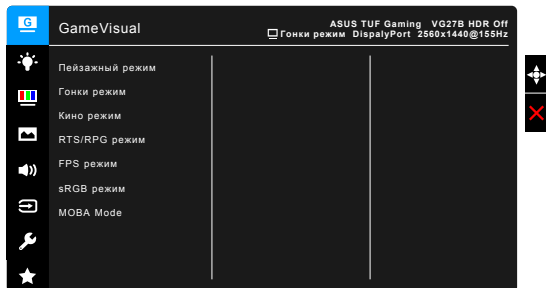 G
GameVisual
ASUS TUF Gaming VG27B HDR Off
Гонки режим DispalyPort 2560x1440@155Hz
Пейзажный режим
Гонки режим
Кино режим
RTS/RPG режим
FPS режим
sRGB режим
MOBA Mode